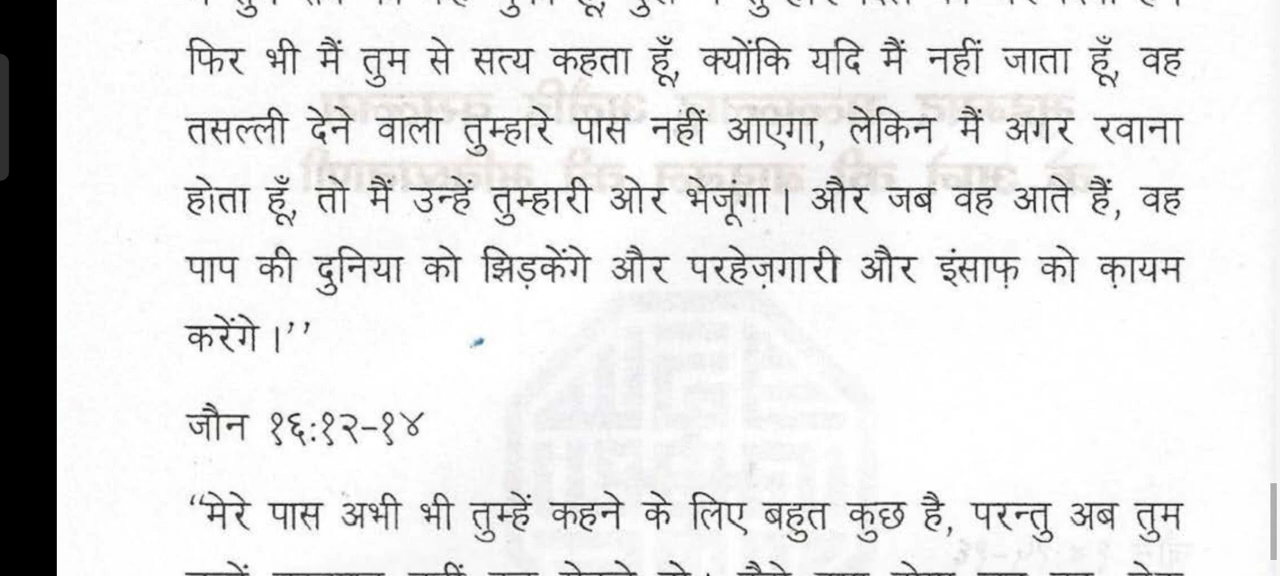 फिर भी मैं तुम से सत्य कहता हूँ, क्योंकि यदि मैं नहीं जाता हूँ, वह
तसल्ली देने वाला तुम्हारे पास नहीं आएगा, लेकिन मैं अगर रवाना
होता हूँ, तो मैं उन्हें तुम्हारी ओर भेजूंगा। और जब वह आते हैं, वह
पाप की दुनिया को झिड़केंगे और परहेज़गारी और इंसाफ़ को क़ायम
करेंगे।’’
जौन १६:१२-१४
‘‘मेरे पास अभी भी तुम्हें कहने के लिए बहुत कुछ है, परन्तु अब तुम